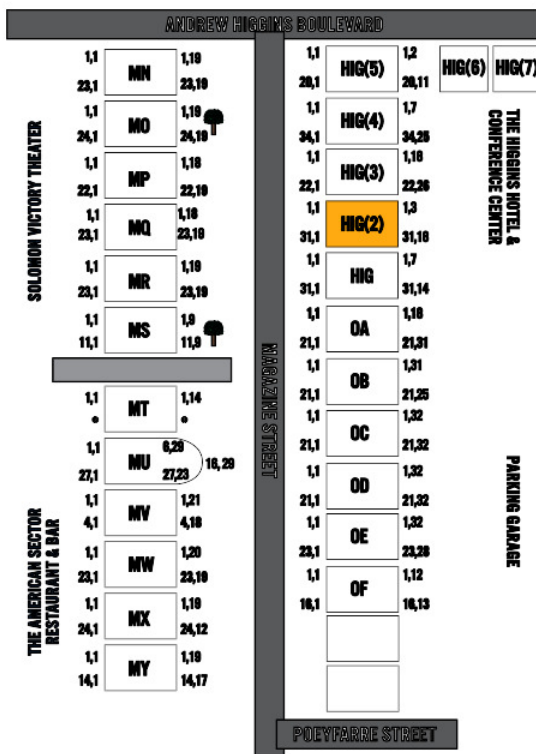 ANDREW HIGGINS BOULEVARD
1,1 MN 1,19
23,1 23,19
1,1 MO 1,19
24,1 24,19
1,1 MP 1,18
22,1 22,19
1,1 MQ 1,18
23,1 23,19
1,1 MR 1,19
23,1 23,19
1,1 MS 1,9
11,1 11,9
SOLOMON VICTORY THEATER
1,1 MT 1,14
1,1 MU 6,29
27,1 27,23 16,29
1,1 MV 1,21
4,1 4,18
1,1 MW 1,20
23,1 23,19
1,1 MX 1,19
24,1 24,12
1,1 MY 1,19
14,1 14,17
THE AMERICAN SECTOR
RESTAURANT & BAR
MAGAZINE STREET
1,1 HIG(5) 1,2 HIG(6) HIG(7)
20,1 20,11
1,1 HIG(4) 1,7
34,1 34,25
1,1 HIG(3) 1,18
22,1 22,26
1,1 HIG(2) 1,3
31,1 31,18
1,1 HIG 1,7
31,1 31,14
THE HIGGINS HOTEL &
CONFERENCE CENTER
1,1 OA 1,18
21,1 21,31
1,1 OB 1,31
21,1 21,25
1,1 OC 1,32
21,1 21,32
1,1 OD 1,32
21,1 21,32
1,1 OE 1,32
23,1 23,28
1,1 OF 1,12
16,1 16,13
PARKING GARAGE
POEYFARRE STREET